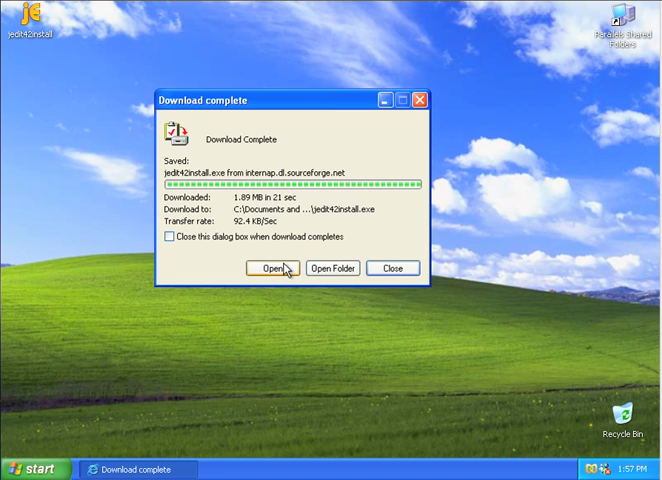 jedit42install
Parallels Shared
Folders
Download complete
Download Complete
Saved:
jedit42install.exe from internap.dl.sourceforge.net
Downloaded: 1.89 MB in 21 sec
Download to: C:\Documents and ...\jedit42install.exe
Transfer rate: 92.4 KB/Sec
Close this dialog box when download completes
Open Open Folder Close
Recycle Bin
start Download complete 1:57 PM